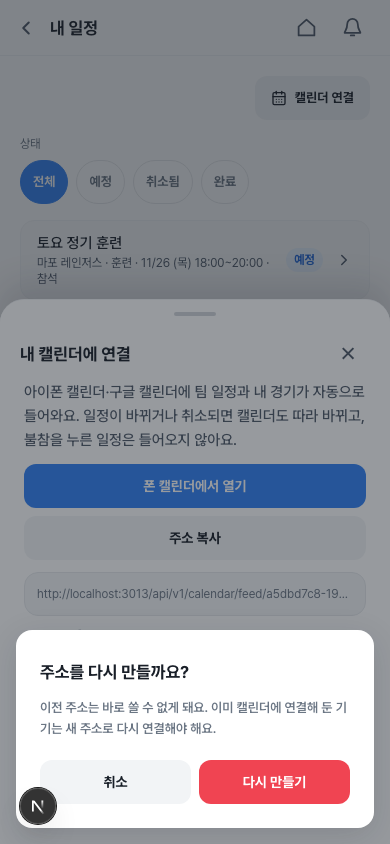 내 일정
캘린더 연결
상태
전체
예정
취소됨
완료
토요 정기 훈련
마포 레인저스 · 훈련 · 11/26 (목) 18:00~20:00 ·
참석
예정
내 캘린더에 연결
아이폰 캘린더·구글 캘린더에 팀 일정과 내 경기가 자동으로
들어와요. 일정이 바뀌거나 취소되면 캘린더도 따라 바뀌고,
불참을 누른 일정은 들어오지 않아요.
폰 캘린더에서 열기
주소 복사
http://localhost:3013/api/v1/calendar/feed/a5dbd7c8-19...
주소를 다시 만들까요?
이전 주소는 바로 쓸 수 없게 돼요. 이미 캘린더에 연결해 둔 기
기는 새 주소로 다시 연결해야 해요.
취소
다시 만들기
N